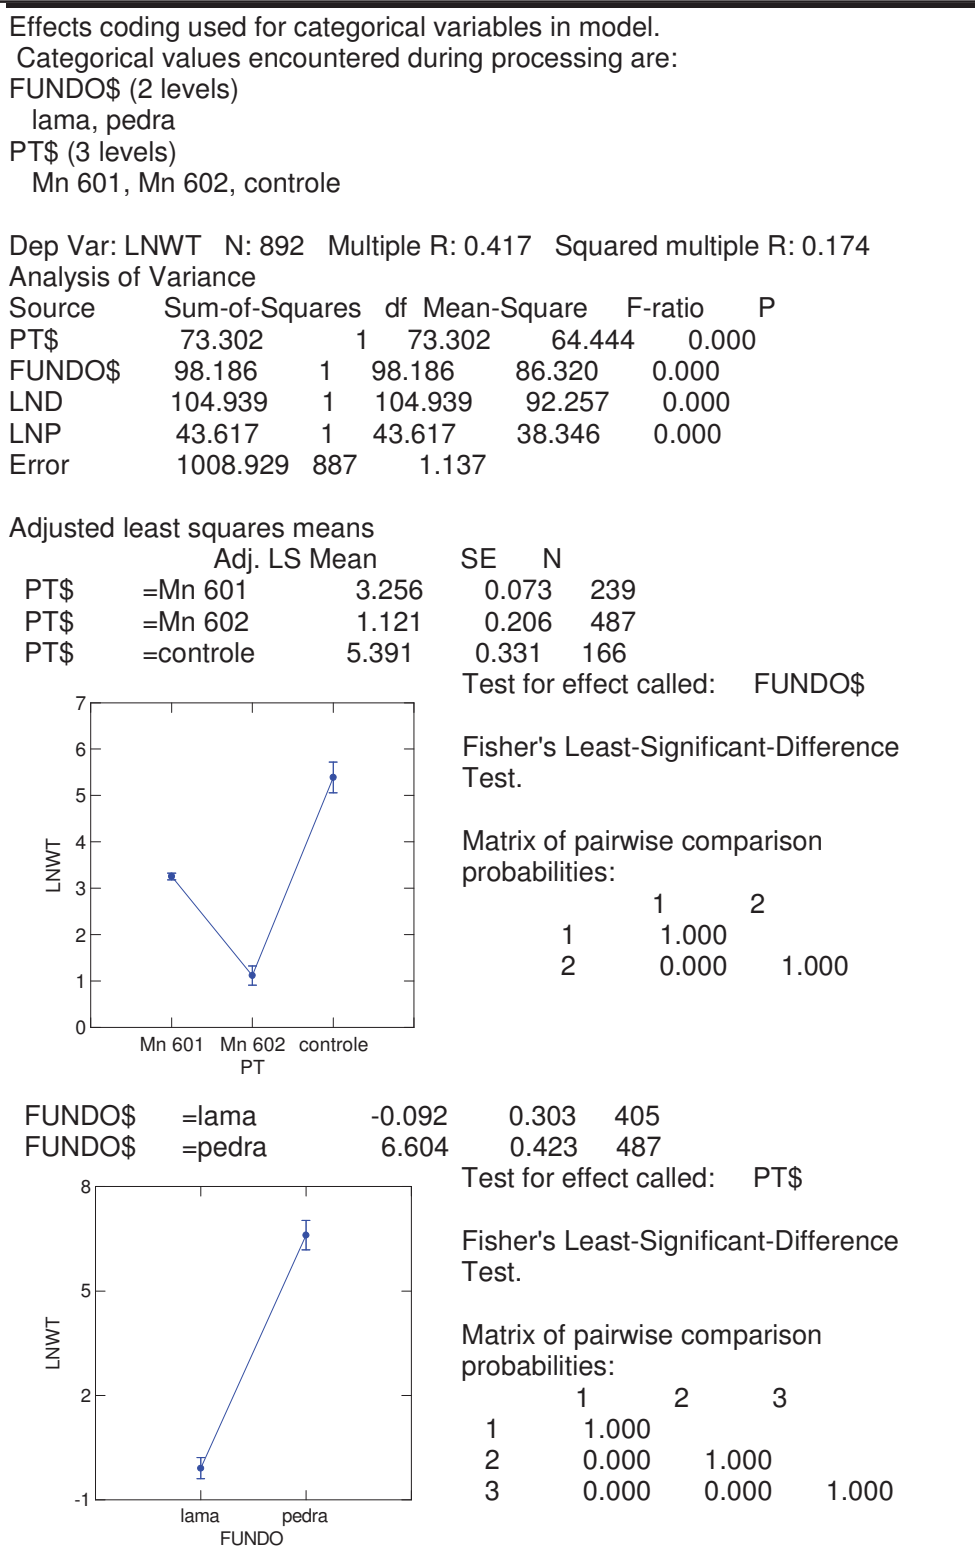 Effects coding used for categorical variables in model.
Categorical values encountered during processing are:
FUNDO$ (2 levels)
lama, pedra
PT$ (3 levels)
Mn 601, Mn 602, controle
Dep Var: LNWT N: 892 Multiple R: 0.417 Squared multiple R: 0.174
Analysis of Variance
Source Sum-of-Squares df Mean-Square F-ratio P
PT$ 73.302 1 73.302 64.444 0.000
FUNDO$ 98.186 1 98.186 86.320 0.000
LND 104.939 1 104.939 92.257 0.000
LNP 43.617 1 43.617 38.346 0.000
Error 1008.929 887 1.137
Adjusted least squares means
Adj. LS Mean SE N
PT$ =Mn 601 3.256 0.073 239
PT$ =Mn 602 1.121 0.206 487
PT$ =controle 5.391 0.331 166
7
6
5
4
3
2
1
0
LNWT
Mn 601 Mn 602 controle
PT
Test for effect called: FUNDO$
Fisher's Least-Significant-Difference
Test.
Matrix of pairwise comparison
probabilities:
1 2
1 1.000
2 0.000 1.000
FUNDO$ =lama -0.092 0.303 405
FUNDO$ =pedra 6.604 0.423 487
8
5
2
-1
LNWT
lama pedra
FUNDO
Test for effect called: PT$
Fisher's Least-Significant-Difference
Test.
Matrix of pairwise comparison
probabilities:
1 2 3
1 1.000
2 0.000 1.000
3 0.000 0.000 1.000